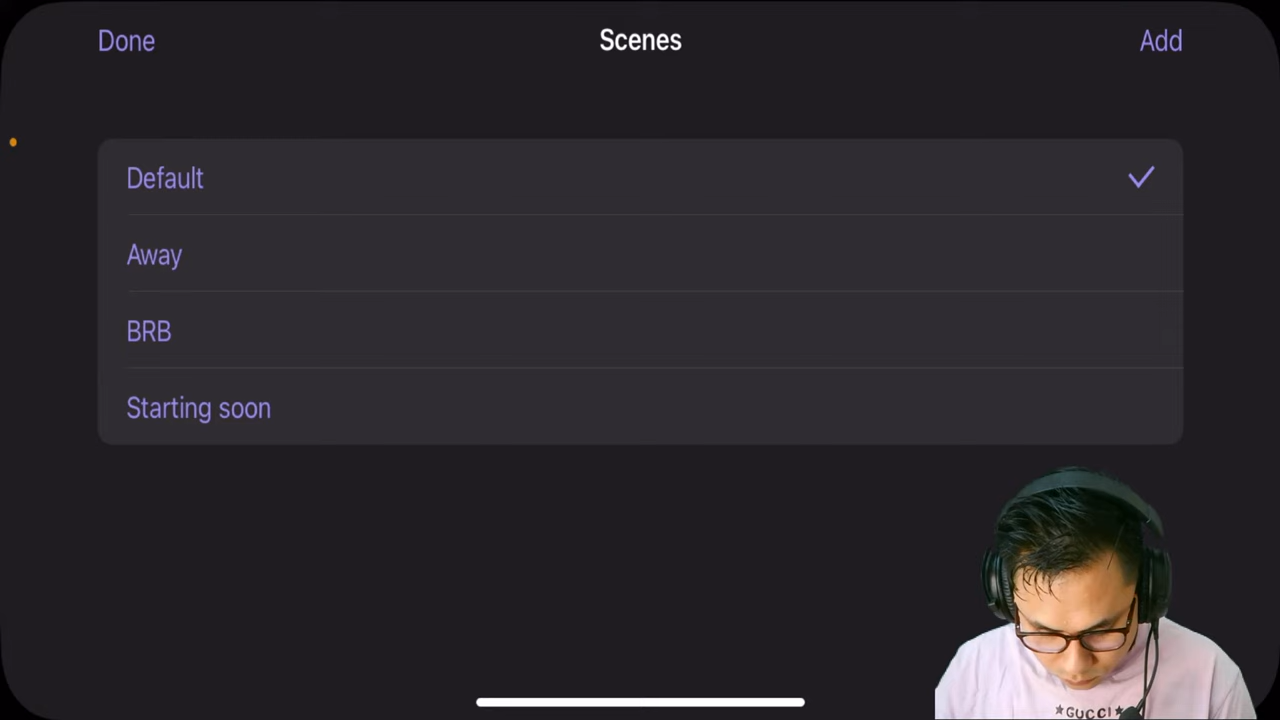 Done
Scenes
Add
Default
Away
BRB
Starting soon
★GUCCI★